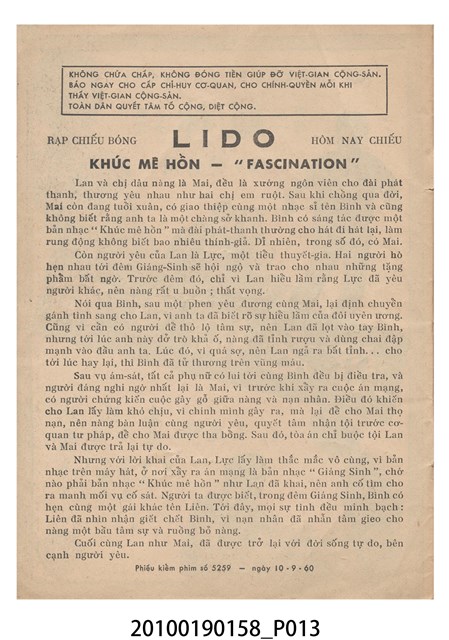 KHÔNG CHỨA CHẤP, KHÔNG ĐÓNG TIỀN GIÚP ĐỠ VIỆT-GIAN CỘNG-SẢN.
BÁO NGAY CHO CẤP CHỈ-HUY CƠ-QUAN, CHO CHÍNH-QUYỀN MỖI KHI
THẤY VIỆT-GIAN CỘNG-SẢN.
TOÀN DÂN QUYẾT TÂM TỐ CỘNG, DIỆT CỘNG.
RẠP CHIẾU BÓNG LIDO HÔM NAY CHIẾU
KHÚC MÊ HỒN — "FASCINATION"
Lan và chị dâu nàng là Mai, đều là xướng ngôn viên cho đài phát
thanh, thương yêu nhau như hai chị em ruột. Sau khi chồng qua đời,
Mai còn đang tuổi xuân, có giao thiệp cùng một nhạc sĩ tên Bình và cũng
không biết rằng anh ta là một chàng sở khanh. Bình có sáng tác được một
bản nhạc " Khúc mê hồn " mà đài phát-thanh thường cho hát đi hát lại, làm
rung động không biết bao nhiêu thính-giả. Dĩ nhiên, trong số đó, có Mai.
Còn người yêu của Lan là Lực, một tiểu thuyết-gia. Hai người hò
hẹn nhau tới đêm Giáng-Sinh sẽ hội ngộ và trao cho nhau những tặng
phẩm bất ngờ. Trước đêm đó, chỉ vì Lan hiểu lầm rằng Lực đã yêu
người khác, nên nàng rất u buồn ; thất vọng.
Nói qua Bình, sau một phen yêu đương cùng Mai, lại định chuyền
gánh tình sang cho Lan, vì anh ta đã biết rõ sự hiểu lầm của đôi uyên ương.
Cũng vì cần có người để thố lộ tâm sự, nên Lan đã lọt vào tay Bình,
nhưng tới lúc anh này dở trò khả ố, nàng đã tỉnh rượu và dùng chai đập
mạnh vào đầu anh ta. Lúc đó, vì quá sợ, nên Lan ngã ra bất tỉnh... cho
tới lúc hay lại, thì Bình đã tử thương trên vũng máu.
Sau vụ ám-sát, tất cả phụ nữ có lui tới cùng Bình đều bị điều tra, và
người đáng nghi ngờ nhất lại là Mai, vì trước khi xẩy ra cuộc án mạng,
có người chứng kiến cuộc gây gổ giữa nàng và nạn nhân. Điều đó khiến
cho Lan lấy làm khó chịu, vì chính mình gây ra, mà lại để cho Mai thọ
nạn, nên nàng bàn luận cùng người yêu, quyết tâm nhận tội trước cơ-
quan tư pháp, để cho Mai được tha bổng. Sau đó, tòa án chỉ buộc tội Lan
và Mai được trả lại tự do.
Nhưng với lời khai của Lan, Lực lấy làm thắc mắc vô cùng, vì bản
nhạc trên máy hát, ở nơi xẩy ra án mạng là bản nhạc " Giáng Sinh ", chớ
nào phải bản nhạc " Khúc mê hồn " như Lan đã khai, nên anh cố tìm cho
ra manh mối vụ cố sát. Người ta được biết, trong đêm Giáng Sinh, Bình có
hẹn cùng một gái khác tên Liên. Tới đây, mọi sự tình đều minh bạch :
Liên đã nhìn nhận giết chết Bình, vì nạn nhân đã nhẫn tâm gieo cho
nàng một bầu tâm sự và ruồng bỏ nàng.
Cuối cùng Lan như Mai, đã được trở lại với đời sống tự do, bên
cạnh người yêu.
Phiếu kiểm phim số 5259 — ngày 10-9-60
20100190158_P013